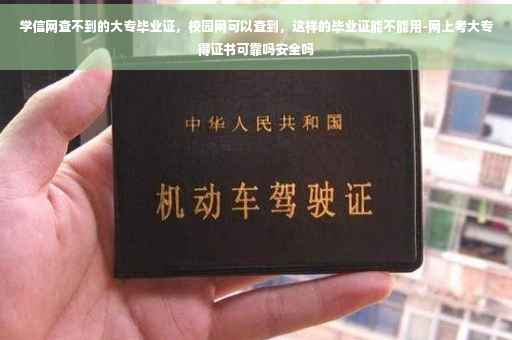 学信网查不到的大专毕业证，校园网可以查到，这样的毕业证能不能用-网上考大专
得证书可靠吗安全吗
中华人民共和国
机动车驾驶证